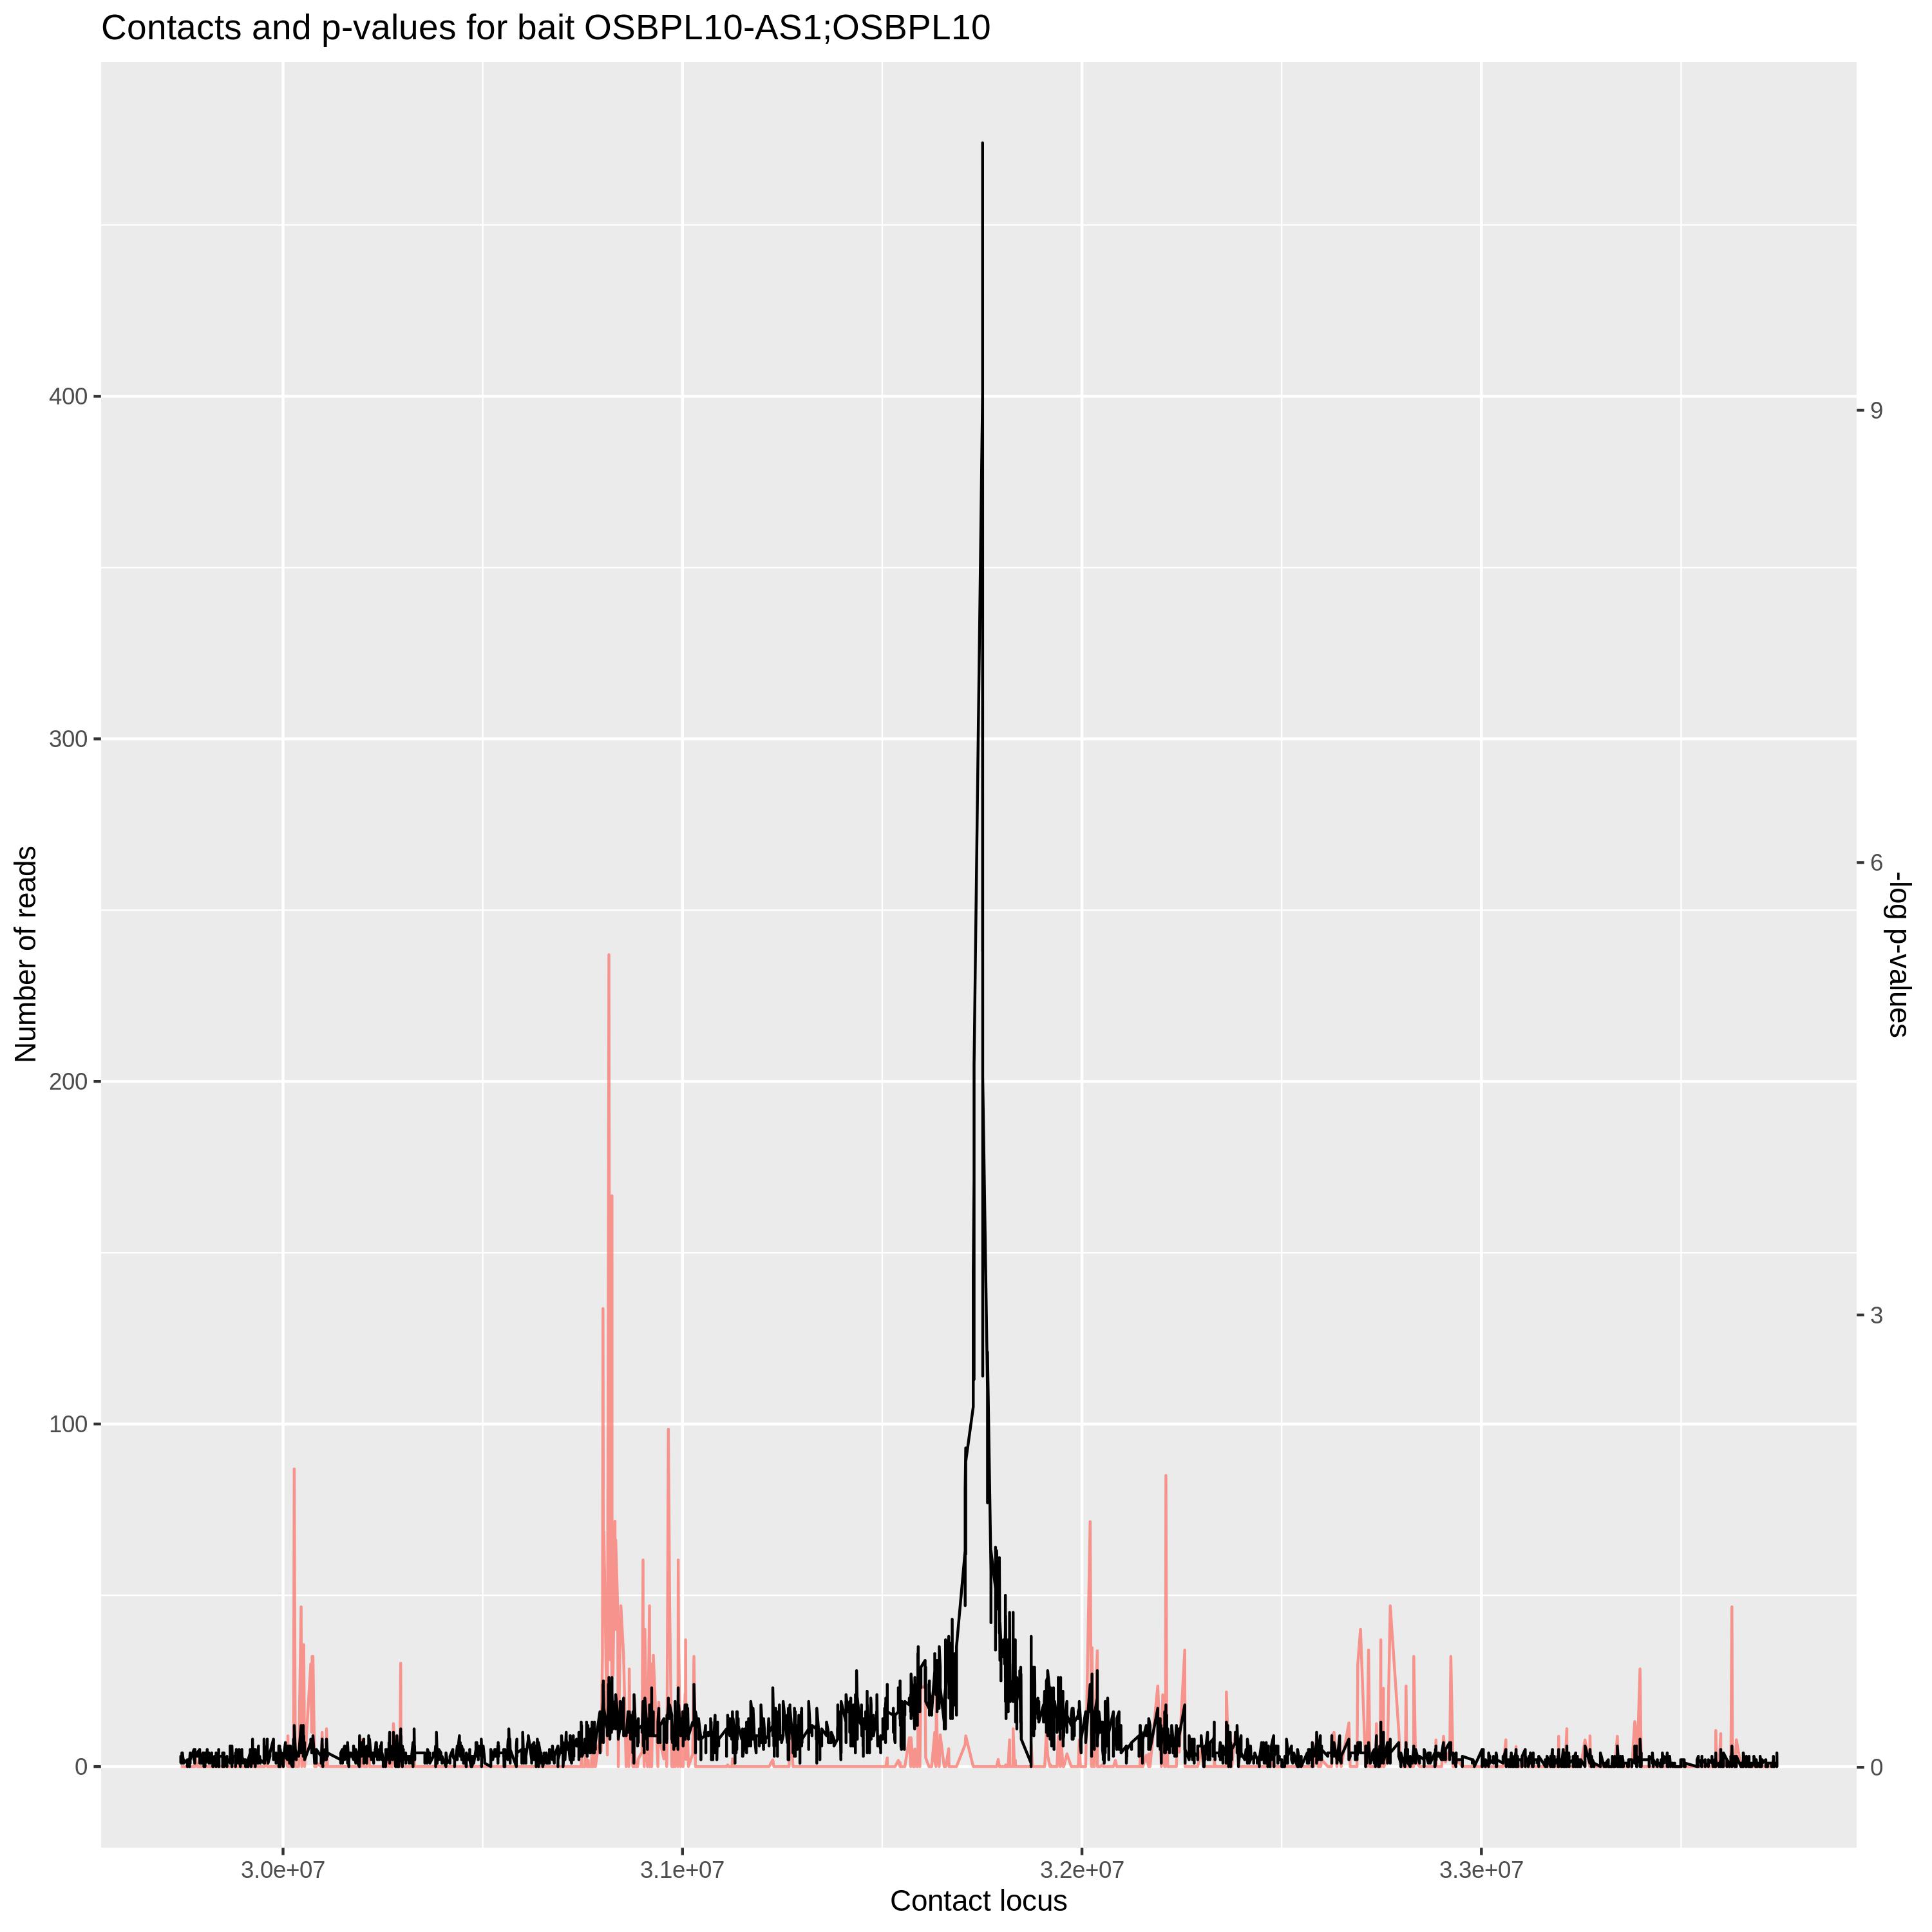 Contacts and p-values for bait OSBPL10-AS1;OSBPL10
Number of reads
400
300
200
100
0
9
6
3
0
-log p-values
3.0e+07
3.1e+07
3.2e+07
3.3e+07
Contact locus